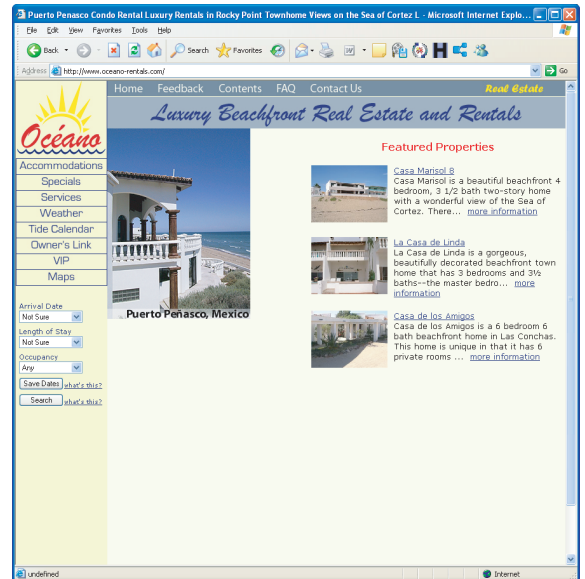 Puerto Penasco Condo Rental Luxury Rentals in Rocky Point Townhome Views on the Sea of Cortez L - Microsoft Internet Explo...
File Edit View Favorites Tools Help
Back Search Favorites
Address http://www.oceano-rentals.com/ Go
Home Feedback Contents FAQ Contact Us Real Estate
Luxury Beachfront Real Estate and Rentals
Océano
Accommodations
Specials
Services
Weather
Tide Calendar
Owner's Link
VIP
Maps
Arrival Date
Not Sure
Length of Stay
Not Sure
Occupancy
Any
Save Dates what's this?
Search what's this?
Puerto Peñasco, Mexico
Featured Properties
Casa Marisol 8
Casa Marisol is a beautiful beachfront 4
bedroom, 3 1/2 bath two-story home
with a wonderful view of the Sea of
Cortez. There... more information
La Casa de Linda
La Casa de Linda is a gorgeous,
beautifully decorated beachfront town
home that has 3 bedrooms and 3½
baths--the master bedro... more
information
Casa de los Amigos
Casa de los Amigos is a 6 bedroom 6
bath beachfront home in Las Conchas.
This home is unique in that it has 6
private rooms ... more information
undefined Internet